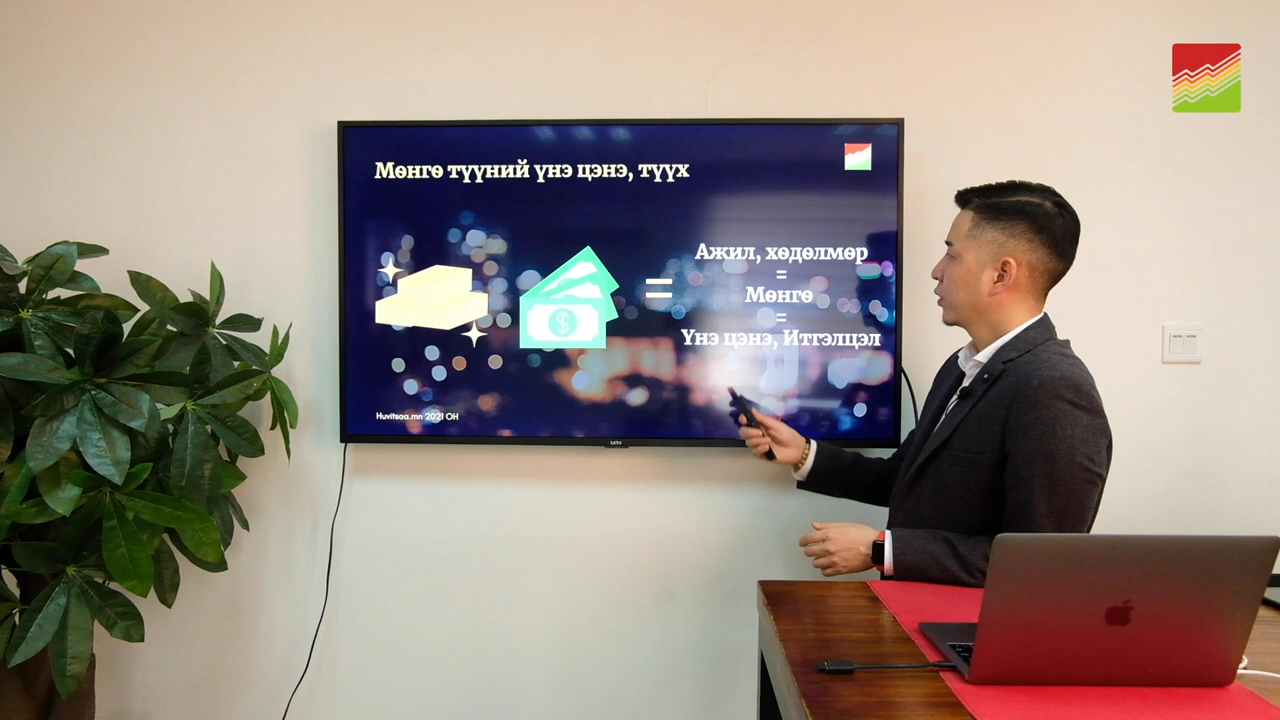 Мөнгө түүний үнэ цэнэ, түүх
Ажил, хөдөлмөр
=
Мөнгө
=
Үнэ цэнэ, Итгэлцэл
=
$
Huvitsaa.mn 2021 ОН